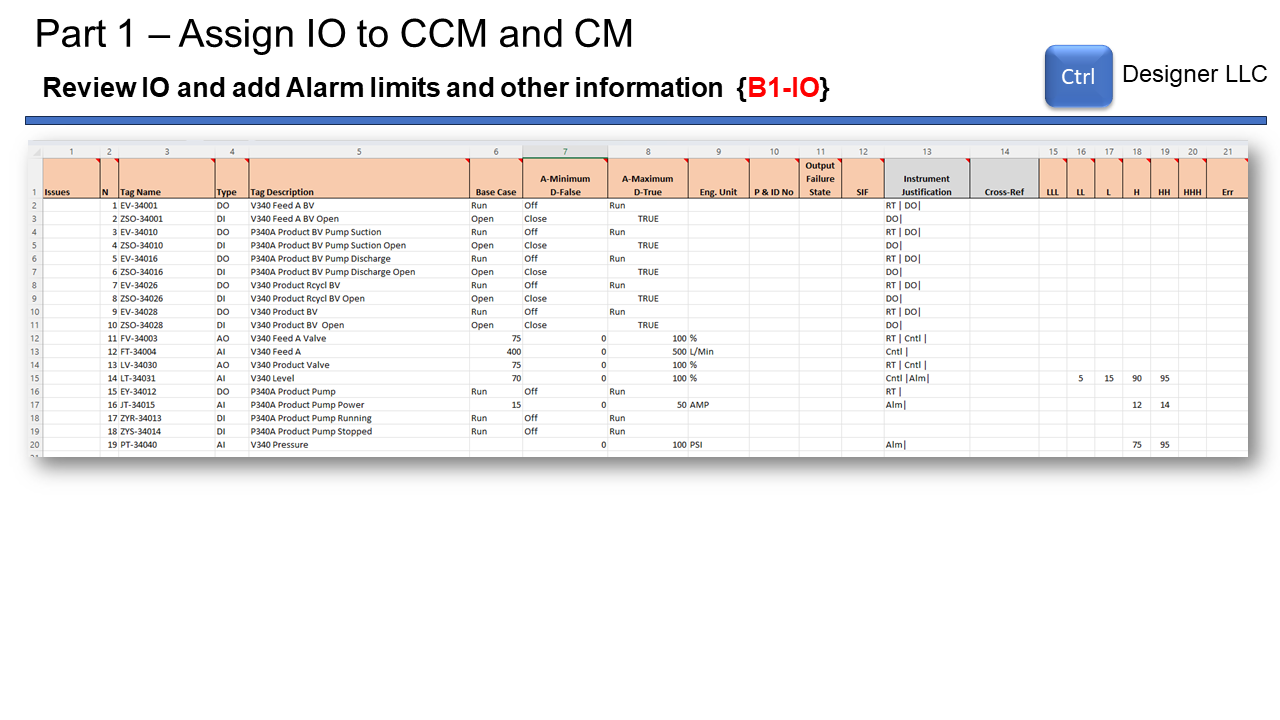 Part 1 – Assign IO to CCM and CM
Review IO and add Alarm limits and other information {B1-IO}
Ctrl
Designer LLC
1 2 3 4 5 6 7 8 9 10 11 12 13 14 15 16 17 18 19 20 21
1 Issues N Tag Name Type Tag Description Base Case A-Minimum D-False A-Maximum D-True Eng. Unit P & ID No Output Failure State SIF Instrument Justification Cross-Ref LLL LL L H HH HHH Err
2 1 EV-34001 DO V340 Feed A BV Run Off Run RT | DO|
3 2 ZSO-34001 DI V340 Feed A BV Open Open Close TRUE DO|
4 3 EV-34010 DO P340A Product BV Pump Suction Run Off Run RT | DO|
5 4 ZSO-34010 DI P340A Product BV Pump Suction Open Open Close TRUE DO|
6 5 EV-34016 DO P340A Product BV Pump Discharge Run Off Run RT | DO|
7 6 ZSO-34016 DI P340A Product BV Pump Discharge Open Open Close TRUE DO|
8 7 EV-34026 DO V340 Product Rcycl BV Run Off Run RT | DO|
9 8 ZSO-34026 DI V340 Product Rcycl BV Open Open Close TRUE DO|
10 9 EV-34028 DO V340 Product BV Run Off Run RT | DO|
11 10 ZSO-34028 DI V340 Product BV  Open Open Close TRUE DO|
12 11 FV-34003 AO V340 Feed A Valve 75 0 100 % RT | Cntl |
13 12 FT-34004 AI V340 Feed A 400 0 500 L/Min Cntl |
14 13 LV-34030 AO V340 Product Valve 75 0 100 % RT | Cntl |
15 14 LT-34031 AI V340 Level 70 0 100 % Cntl |Alm| 5 15 90 95
16 15 EY-34012 DO P340A Product Pump Run Off Run RT |
17 16 JT-34015 AI P340A Product Pump Power 15 0 50 AMP Alm| 12 14
18 17 ZYR-34013 DI P340A Product Pump Running Run Off Run
19 18 ZYS-34014 DI P340A Product Pump Stopped Run Off Run
20 19 PT-34040 AI V340 Pressure 0 100 PSI Alm| 75 95